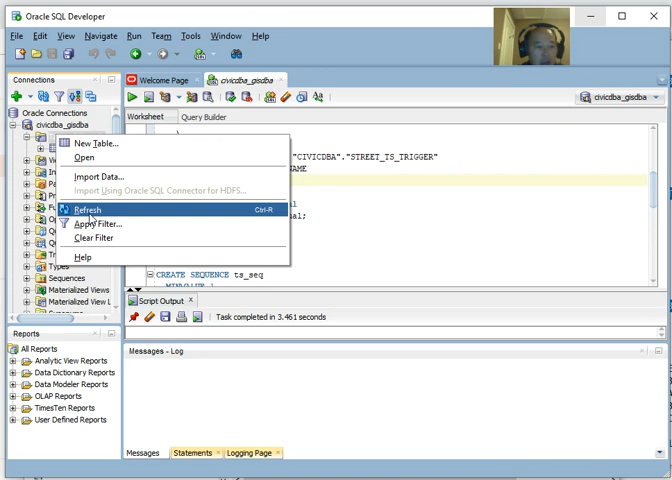 Oracle SQL Developer
File Edit View Navigate Run Team Tools Window Help
Connections
Welcome Page
civicdba_gisdba
civicdba_gisdba
Worksheet Query Builder
Oracle Connections
civicdba_gisdba
New Table...
Open
Import Data...
Import Using Oracle SQL Connector for HDFS...
Refresh Ctrl-R
Apply Filter...
Clear Filter
Help
"CIVICDBA"."STREET_TS_TRIGGER"
Types
Sequences
Materialized Views
Materialized View L
CREATE SEQUENCE ts_seq
Script Output
Task completed in 3.461 seconds
Reports
All Reports
Analytic View Reports
Data Dictionary Reports
Data Modeler Reports
OLAP Reports
TimesTen Reports
User Defined Reports
Messages - Log
Messages Statements Logging Page